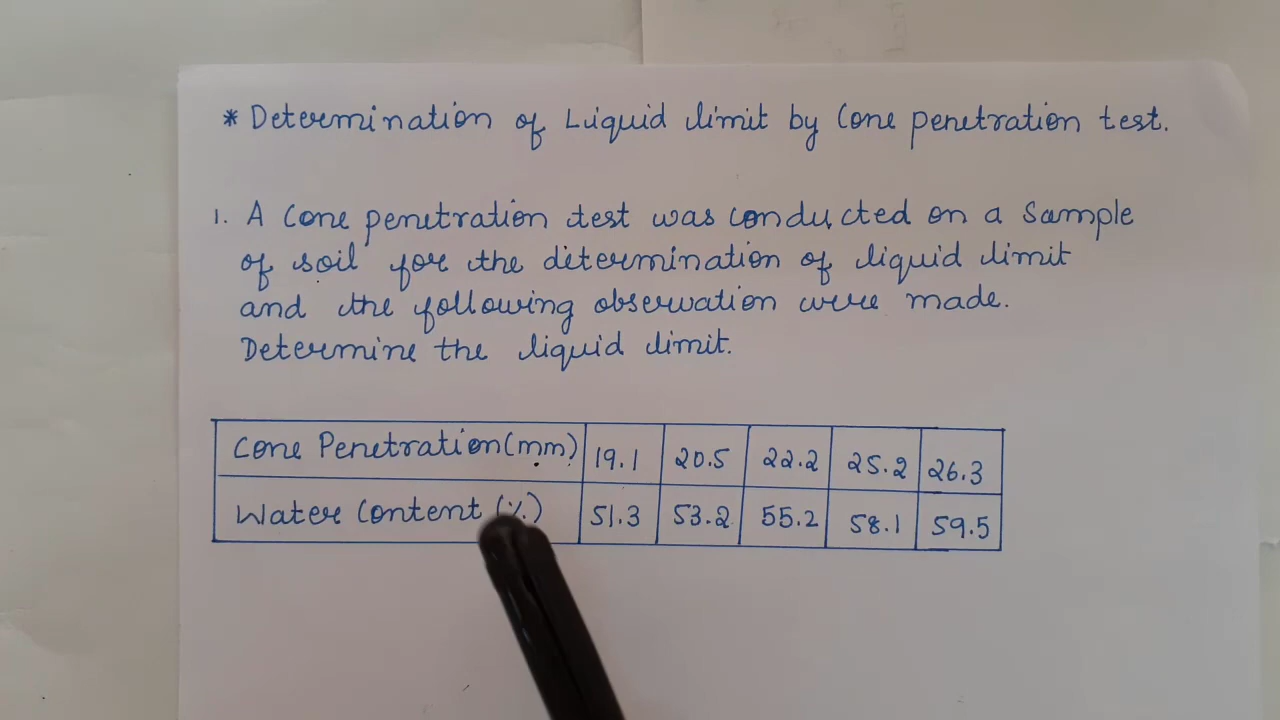 * Determination of Liquid limit by Cone penetration test.
1. A cone penetration test was conducted on a sample
of soil for the determination of liquid limit
and the following observation were made.
Determine the liquid limit.
Cone Penetration(mm) 19.1 20.5 22.2 25.2 26.3
Water Content (%) 51.3 53.2 55.2 58.1 59.5